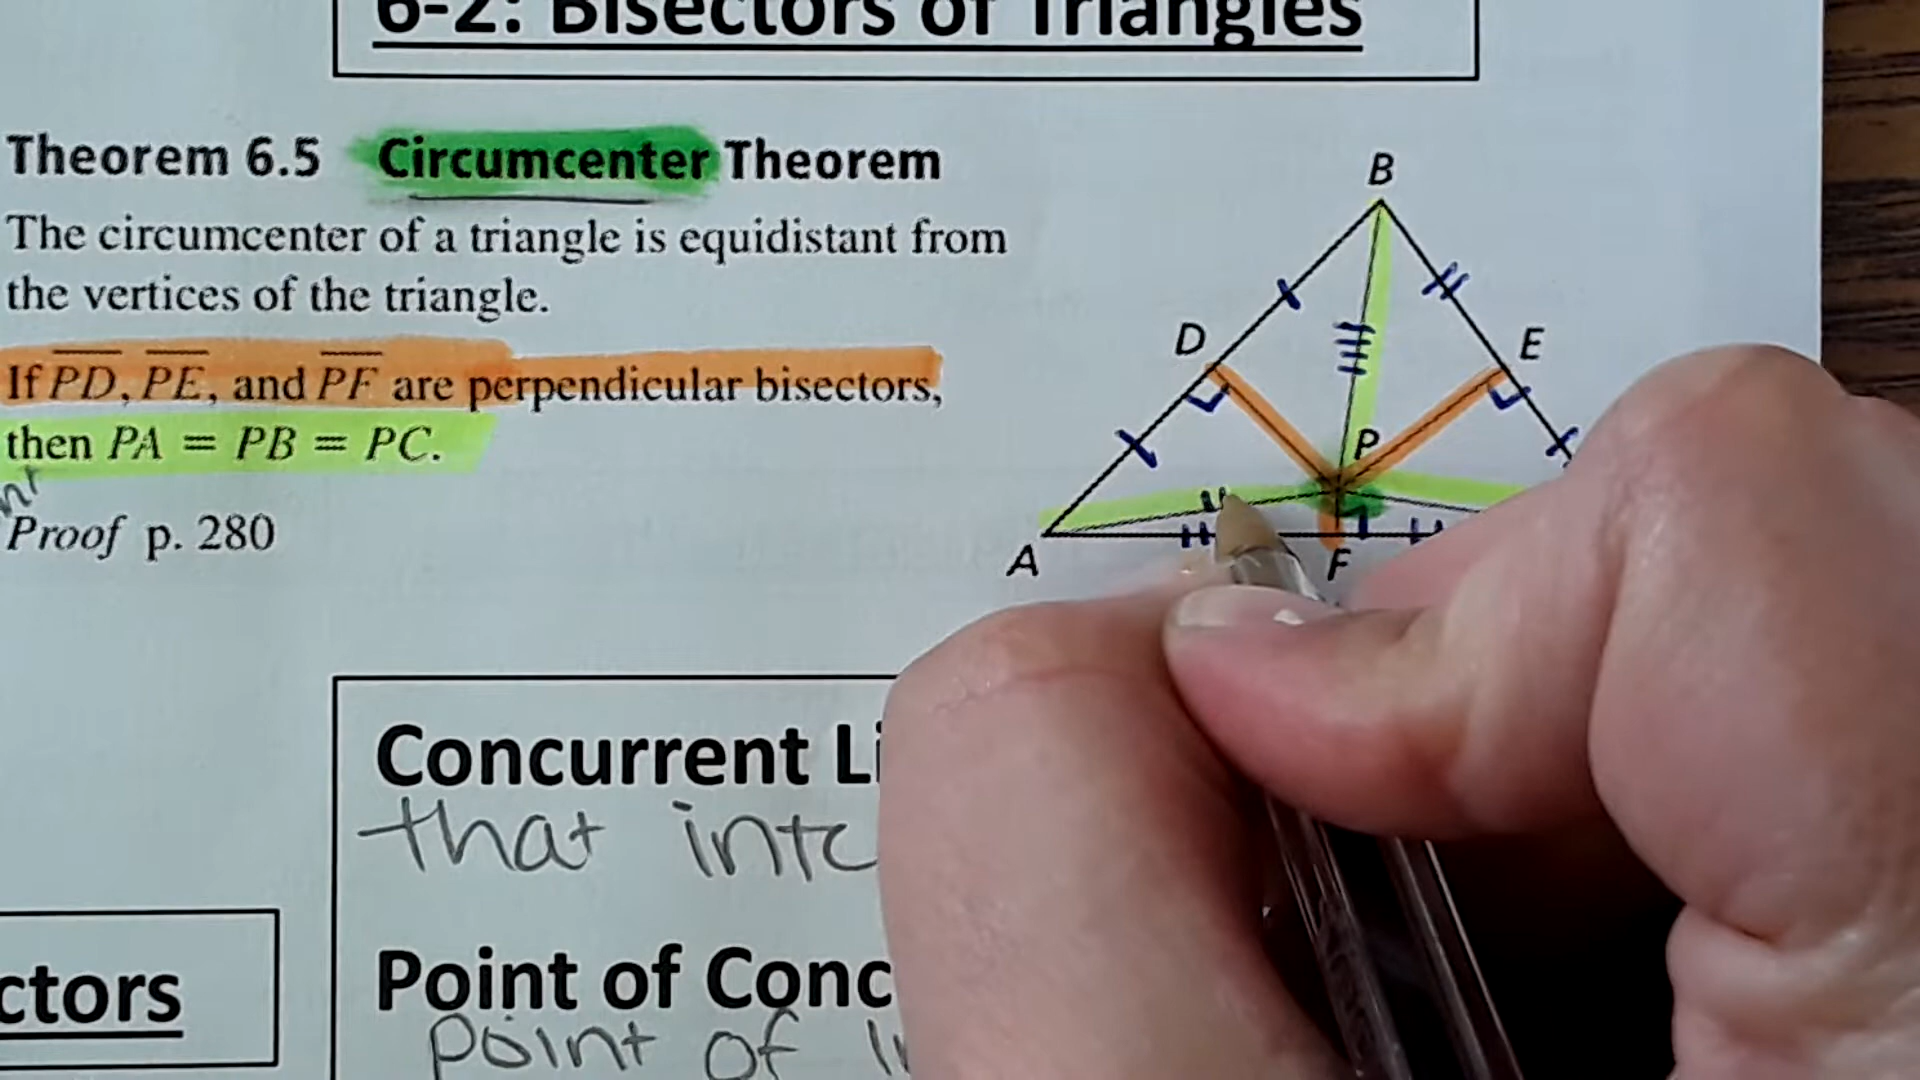 6-2: Bisectors of Triangles
Theorem 6.5 Circumcenter Theorem
The circumcenter of a triangle is equidistant from
the vertices of the triangle.
If PD, PE, and PF are perpendicular bisectors,
then PA = PB = PC.
Proof p. 280
B
D
E
P
A
F
Concurrent Li
that inte
Point of Conc
point of in
ctors